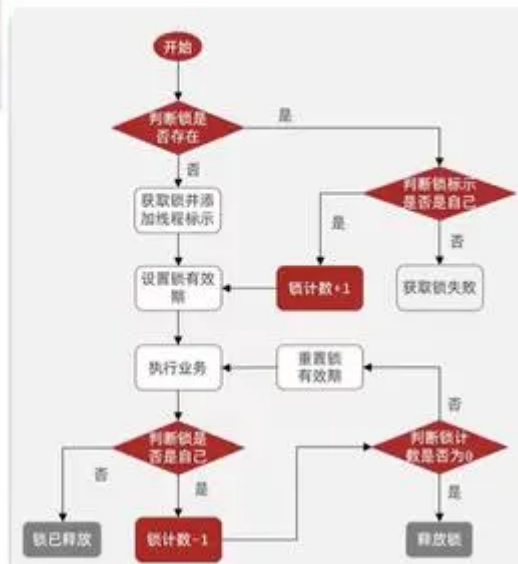 开始
判断锁是
否存在
是
否
获取锁并添
加线程标示
判断锁标示
是否是自己
是
否
设置锁有效
期
锁计数+1
获取锁失败
执行业务
重置锁
有效期
否
判断锁是
否是自己
判断锁计
数是否为0
否
是
是
锁已释放
锁计数-1
释放锁